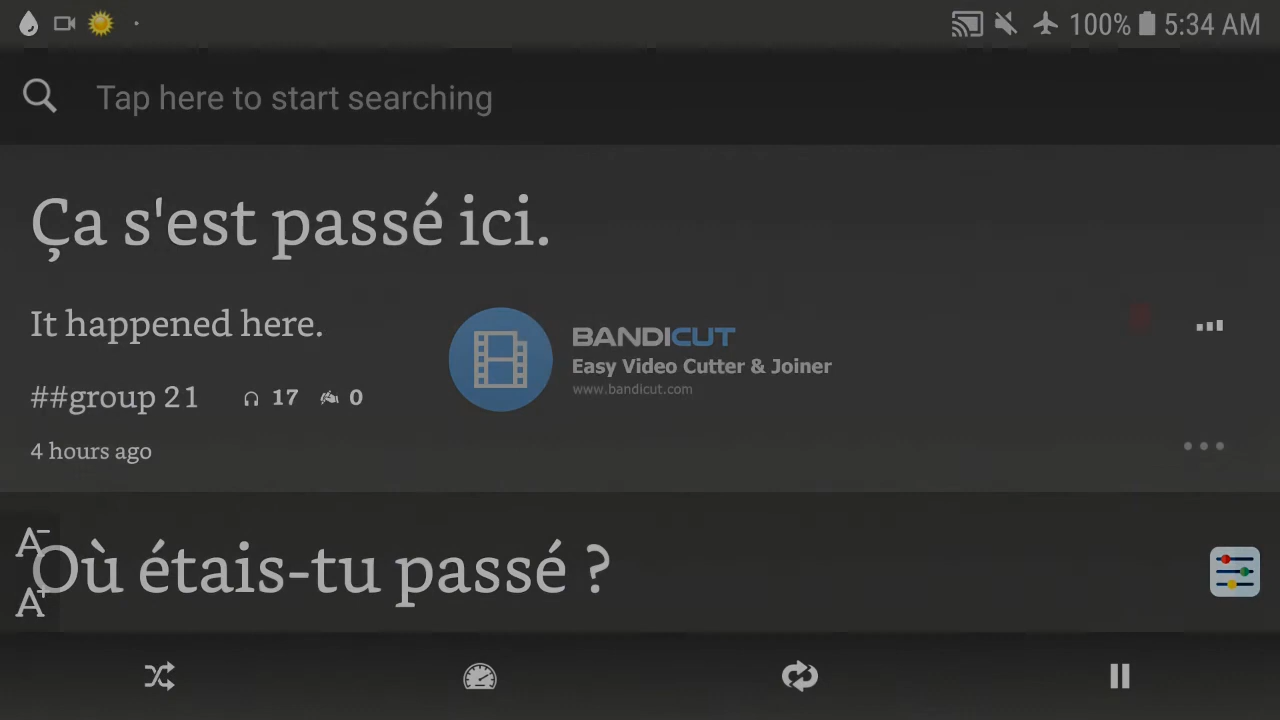 100% 5:34 AM
Tap here to start searching
Ça s'est passé ici.
It happened here.
BANDICUT
Easy Video Cutter & Joiner
www.bandicut.com
##group 21 17 0
4 hours ago
A-
Où étais-tu passé ?
A+